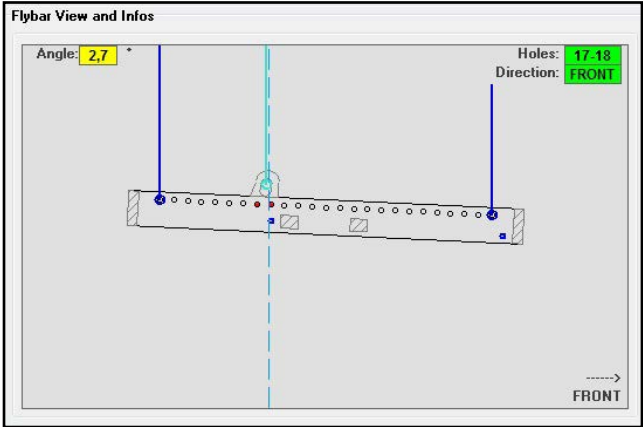 Flybar View and Infos
Angle: 2,7 °
Holes: 17-18
Direction: FRONT
------>
FRONT